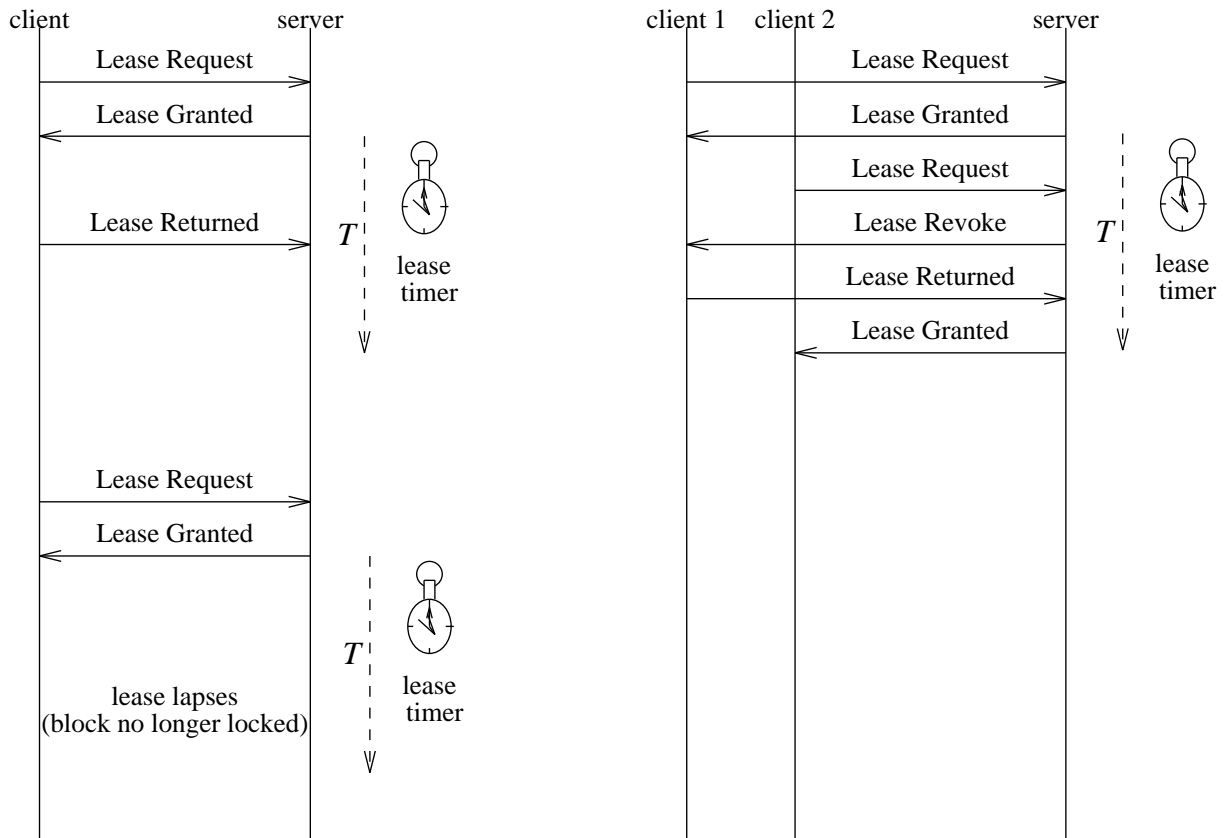 client
server
Lease Request
Lease Granted
Lease Returned
T
lease
timer
Lease Request
Lease Granted
T
lease
timer
lease lapses
(block no longer locked)
client 1
client 2
server
Lease Request
Lease Granted
Lease Request
Lease Revoke
T
Lease Returned
lease
timer
Lease Granted